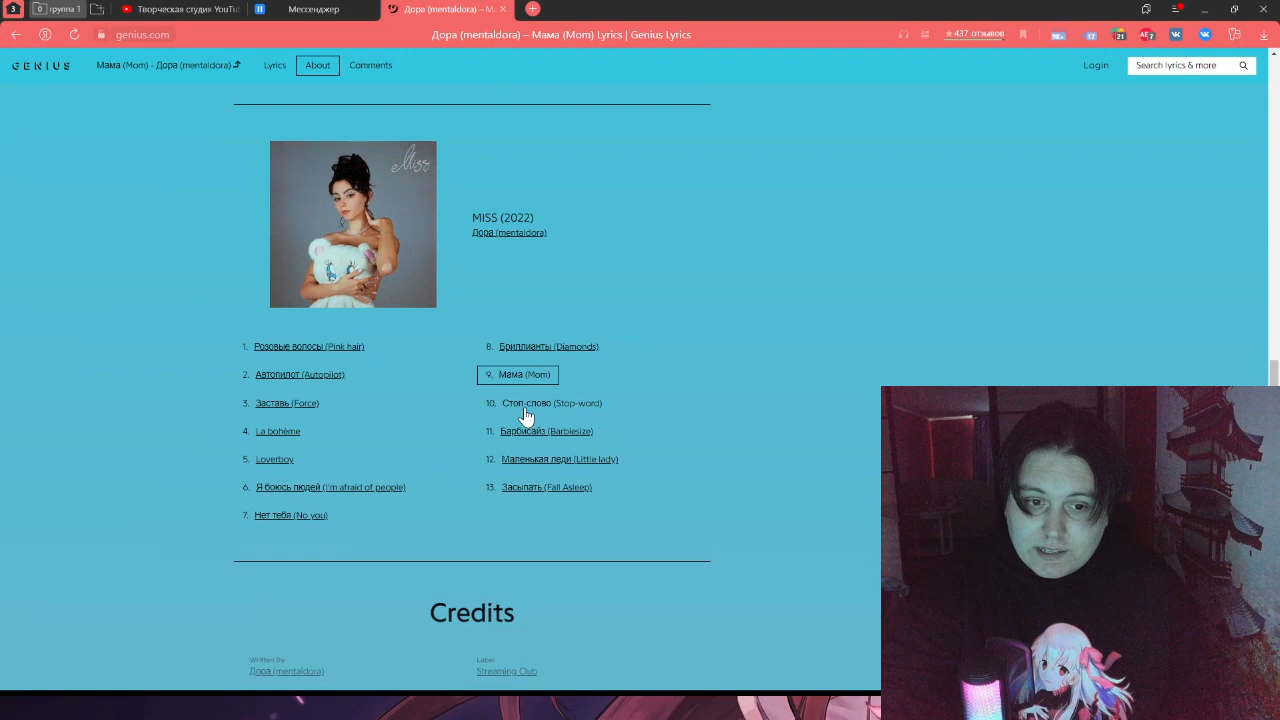 3
0 группа 1
Творческая студия YouTu
Мессенджер
Дора (mentaldora) – Ма
genius.com
Дора (mentaldora) – Мама (Mom) Lyrics | Genius Lyrics
★ 437 отзывов
GENIUS
Мама (Mom) - Дора (mentaldora)
Lyrics
About
Comments
Login
Search lyrics & more
Miss
MISS (2022)
Дора (mentaldora)
1. Розовые волосы (Pink hair)
2. Автопилот (Autopilot)
3. Заставь (Force)
4. La bohème
5. Loverboy
6. Я боюсь людей (I'm afraid of people)
7. Нет тебя (No you)
8. Бриллианты (Diamonds)
9. Мама (Mom)
10. Стоп-слово (Stop-word)
11. Барбисайз (Barbiesize)
12. Маленькая леди (Little lady)
13. Засыпать (Fall Asleep)
Credits
Written By
Дора (mentaldora)
Label
Streaming Club